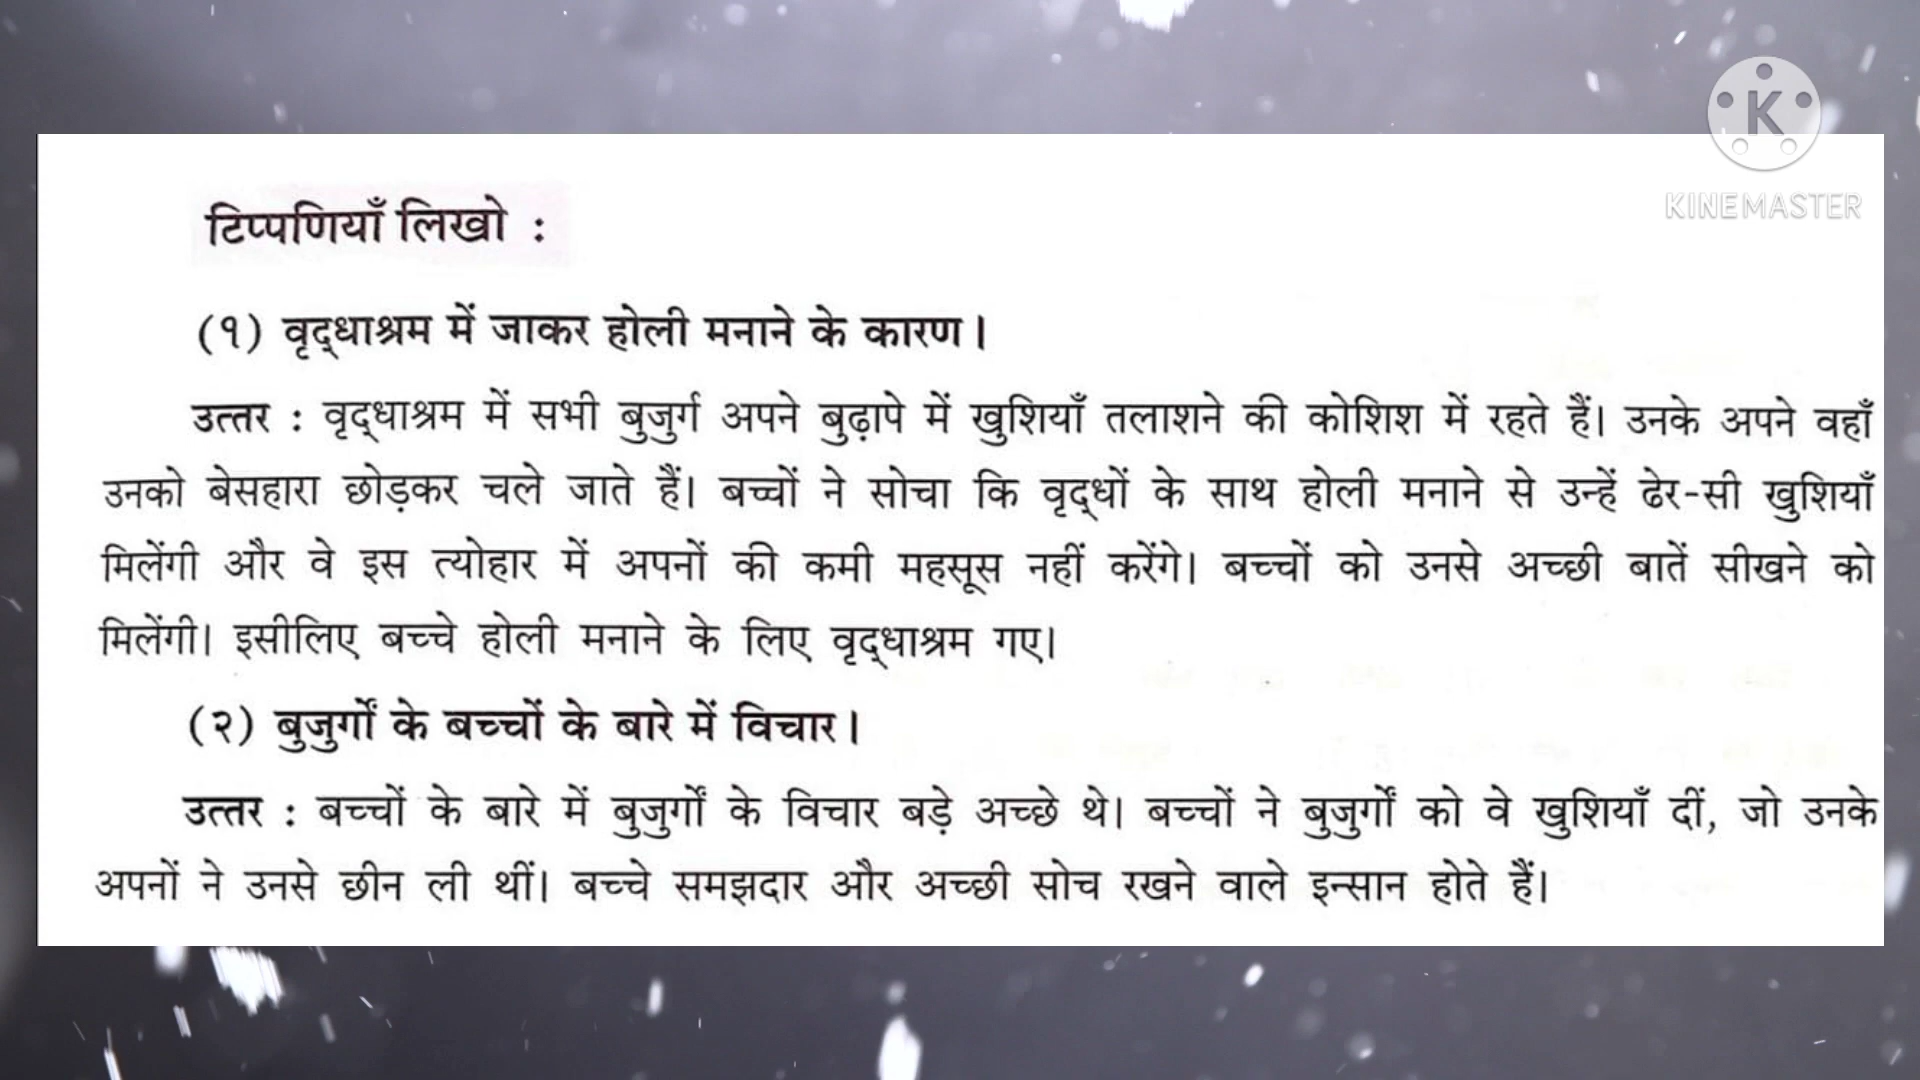 K
KINEMASTER
टिप्पणियाँ लिखो :
(१) वृद्धाश्रम में जाकर होली मनाने के कारण।
उत्तर : वृद्धाश्रम में सभी बुजुर्ग अपने बुढ़ापे में खुशियाँ तलाशने की कोशिश में रहते हैं। उनके अपने वहाँ
उनको बेसहारा छोड़कर चले जाते हैं। बच्चों ने सोचा कि वृद्धों के साथ होली मनाने से उन्हें ढेर-सी खुशियाँ
मिलेंगी और वे इस त्योहार में अपनों की कमी महसूस नहीं करेंगे। बच्चों को उनसे अच्छी बातें सीखने को
मिलेंगी। इसीलिए बच्चे होली मनाने के लिए वृद्धाश्रम गए।
(२) बुजुर्गों के बच्चों के बारे में विचार।
उत्तर : बच्चों के बारे में बुजुर्गों के विचार बड़े अच्छे थे। बच्चों ने बुजुर्गों को वे खुशियाँ दीं, जो उनके
अपनों ने उनसे छीन ली थीं। बच्चे समझदार और अच्छी सोच रखने वाले इन्सान होते हैं।